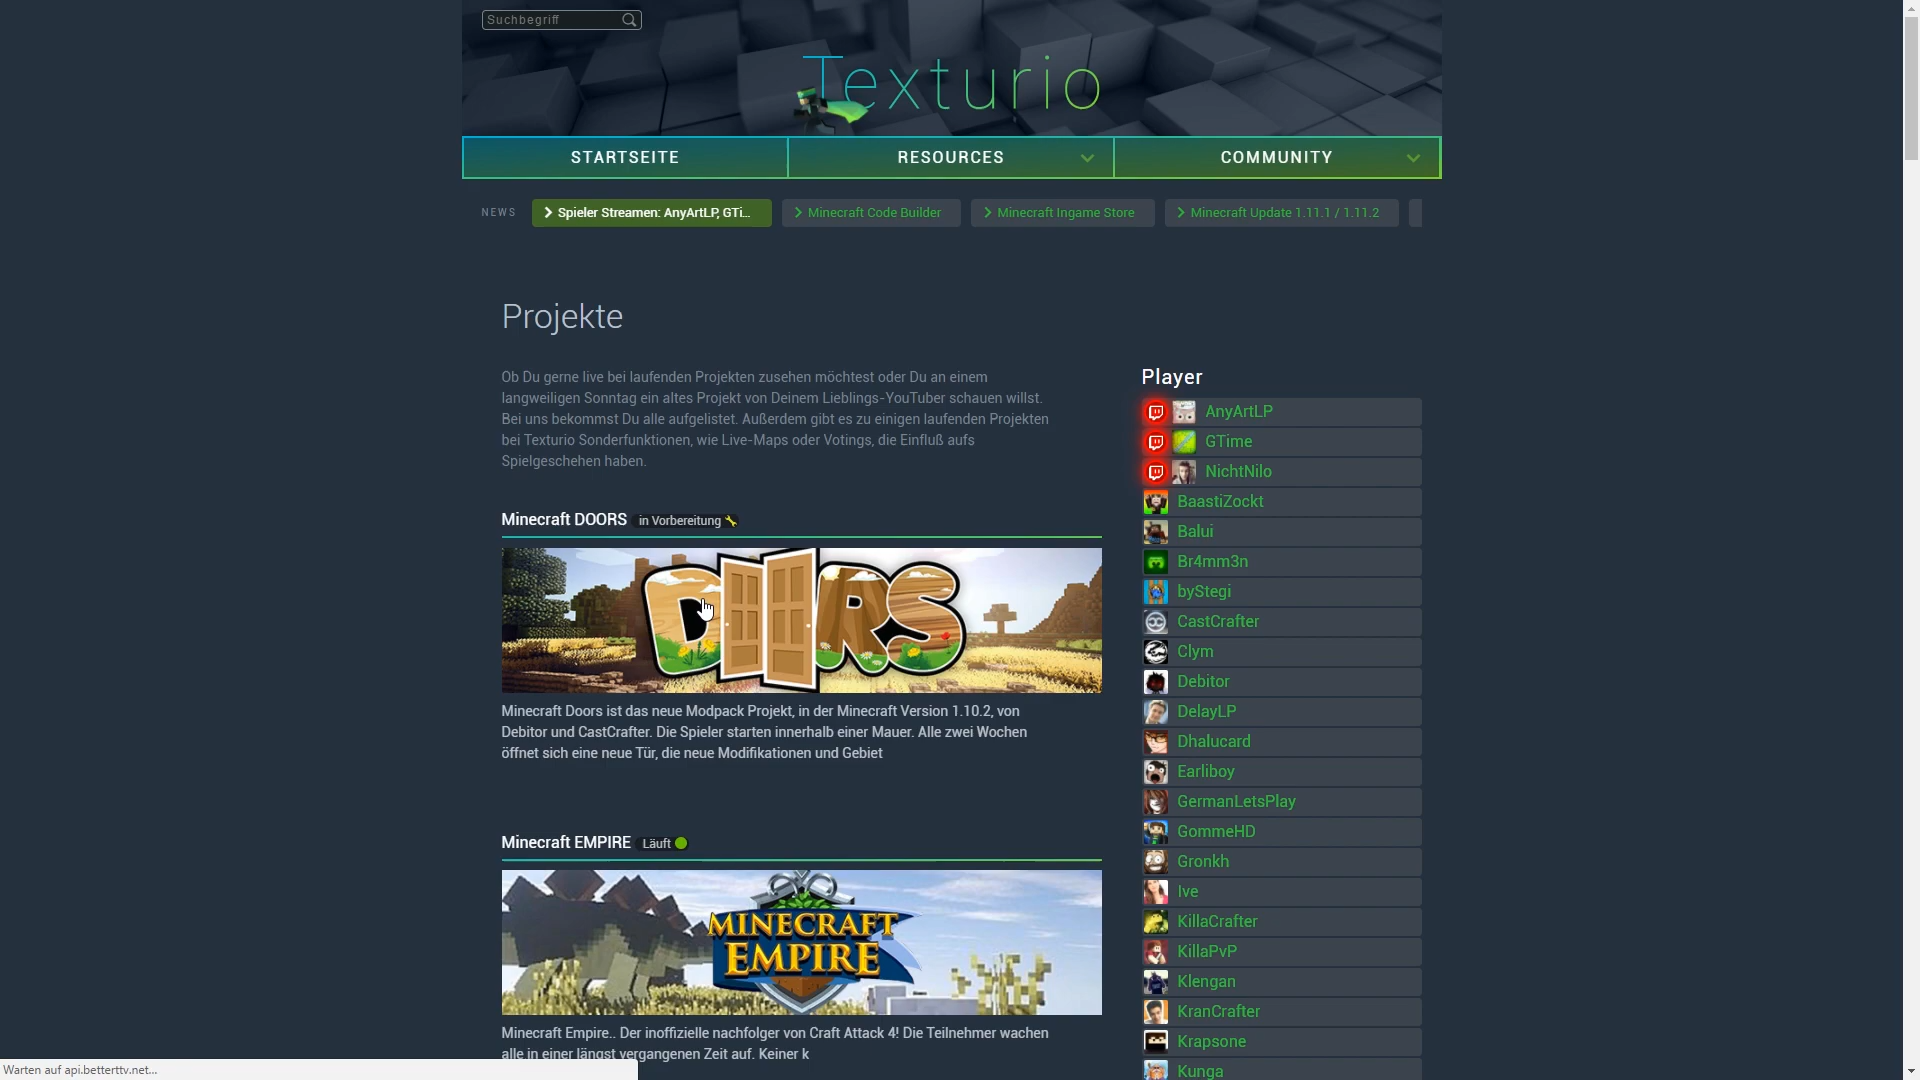 Suchbegriff
Texturio
STARTSEITE
RESOURCES
COMMUNITY
NEWS
Spieler Streamen: AnyArtLP, GTi...
Minecraft Code Builder
Minecraft Ingame Store
Minecraft Update 1.11.1 / 1.11.2
Projekte
Ob Du gerne live bei laufenden Projekten zusehen möchtest oder Du an einem
langweiligen Sonntag ein altes Projekt von Deinem Lieblings-YouTuber schauen willst.
Bei uns bekommst Du alle aufgelistet. Außerdem gibt es zu einigen laufenden Projekten
bei Texturio Sonderfunktionen, wie Live-Maps oder Votings, die Einfluß aufs
Spielgeschehen haben.
Minecraft DOORS in Vorbereitung
DOORS
Minecraft Doors ist das neue Modpack Projekt, in der Minecraft Version 1.10.2, von
Debitor und CastCrafter. Die Spieler starten innerhalb einer Mauer. Alle zwei Wochen
öffnet sich eine neue Tür, die neue Modifikationen und Gebiet
Minecraft EMPIRE Läuft
MINECRAFT
EMPIRE
Minecraft Empire.. Der inoffizielle nachfolger von Craft Attack 4! Die Teilnehmer wachen
alle in einer längst vergangenen Zeit auf. Keiner k
Player
AnyArtLP
GTime
NichtNilo
BaastiZockt
Balui
Br4mm3n
byStegi
CastCrafter
Clym
Debitor
DelayLP
Dhalucard
Earliboy
GermanLetsPlay
GommeHD
Gronkh
Ive
KillaCrafter
KillaPvP
Klengan
KranCrafter
Krapsone
Kunga
Warten auf api.betterttv.net...